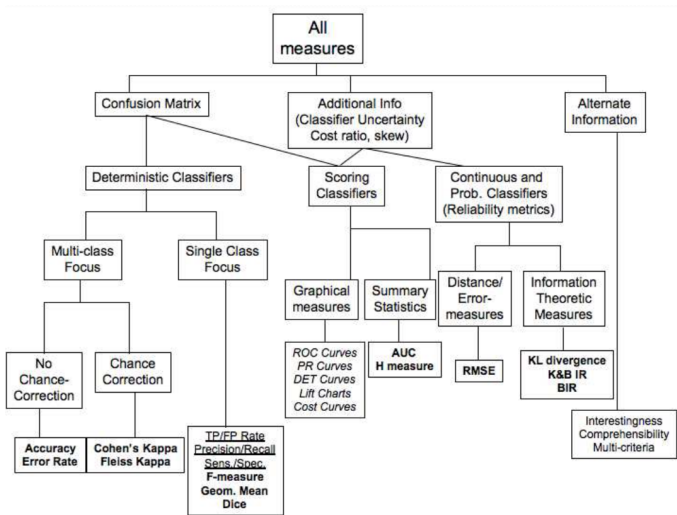 All
measures
Confusion Matrix
Additional Info
(Classifier Uncertainty
Cost ratio, skew)
Alternate
Information
Deterministic Classifiers
Scoring
Classifiers
Continuous and
Prob. Classifiers
(Reliability metrics)
Multi-class
Focus
Single Class
Focus
Graphical
measures
Summary
Statistics
Distance/
Error-
measures
Information
Theoretic
Measures
No
Chance-
Correction
Chance
Correction
ROC Curves
PR Curves
DET Curves
Lift Charts
Cost Curves
AUC
H measure
RMSE
KL divergence
K&B IR
BIR
Accuracy
Error Rate
Cohen's Kappa
Fleiss Kappa
TP/FP Rate
Precision/Recall
Sens./Spec.
F-measure
Geom. Mean
Dice
Interestingness
Comprehensibility
Multi-criteria